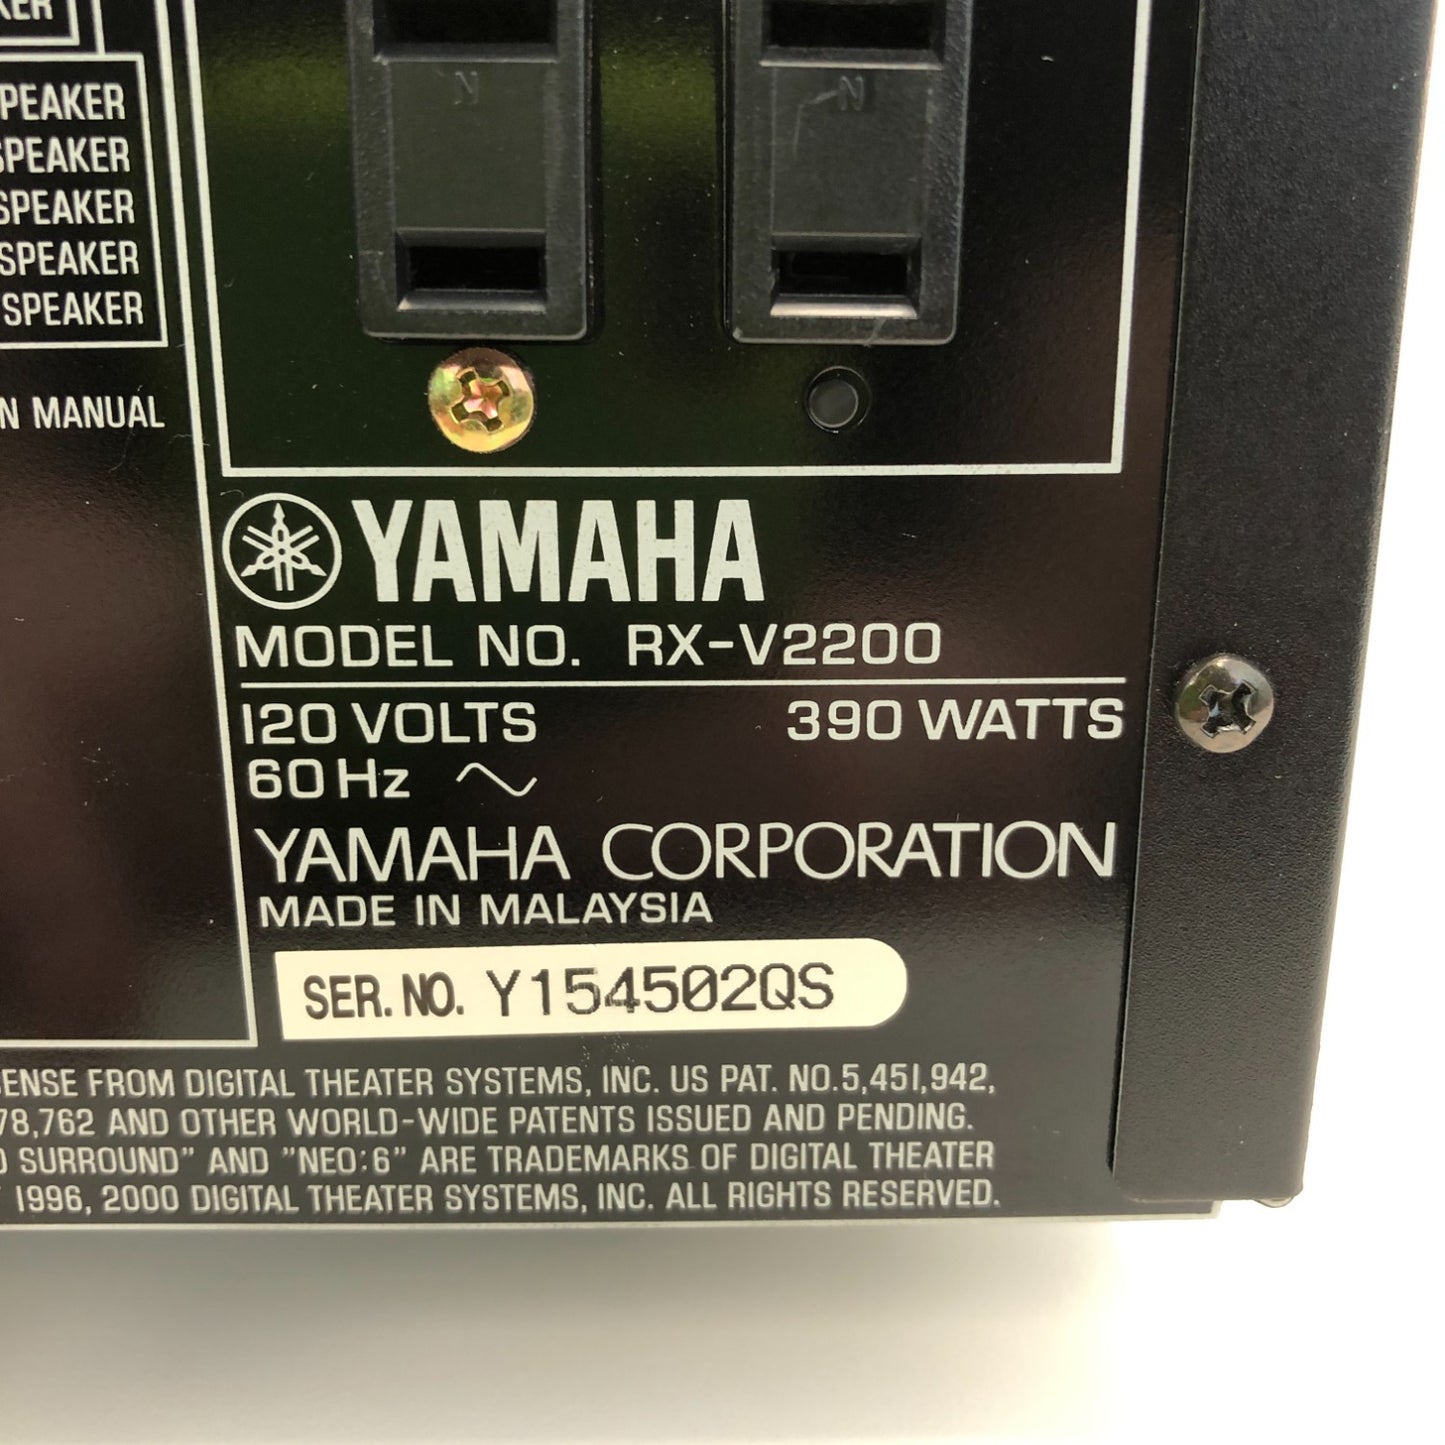 KER
PEAKER
SPEAKER
SPEAKER
SPEAKER
SPEAKER
N MANUAL
N N
YAMAHA
MODEL NO. RX-V2200
120 VOLTS 390 WATTS
60 Hz
YAMAHA CORPORATION
MADE IN MALAYSIA
SER. NO. Y154502QS
SENSE FROM DIGITAL THEATER SYSTEMS, INC. US PAT. NO.5,451,942,
78,762 AND OTHER WORLD-WIDE PATENTS ISSUED AND PENDING.
SURROUND" AND "NEO:6" ARE TRADEMARKS OF DIGITAL THEATER
1996, 2000 DIGITAL THEATER SYSTEMS, INC. ALL RIGHTS RESERVED.